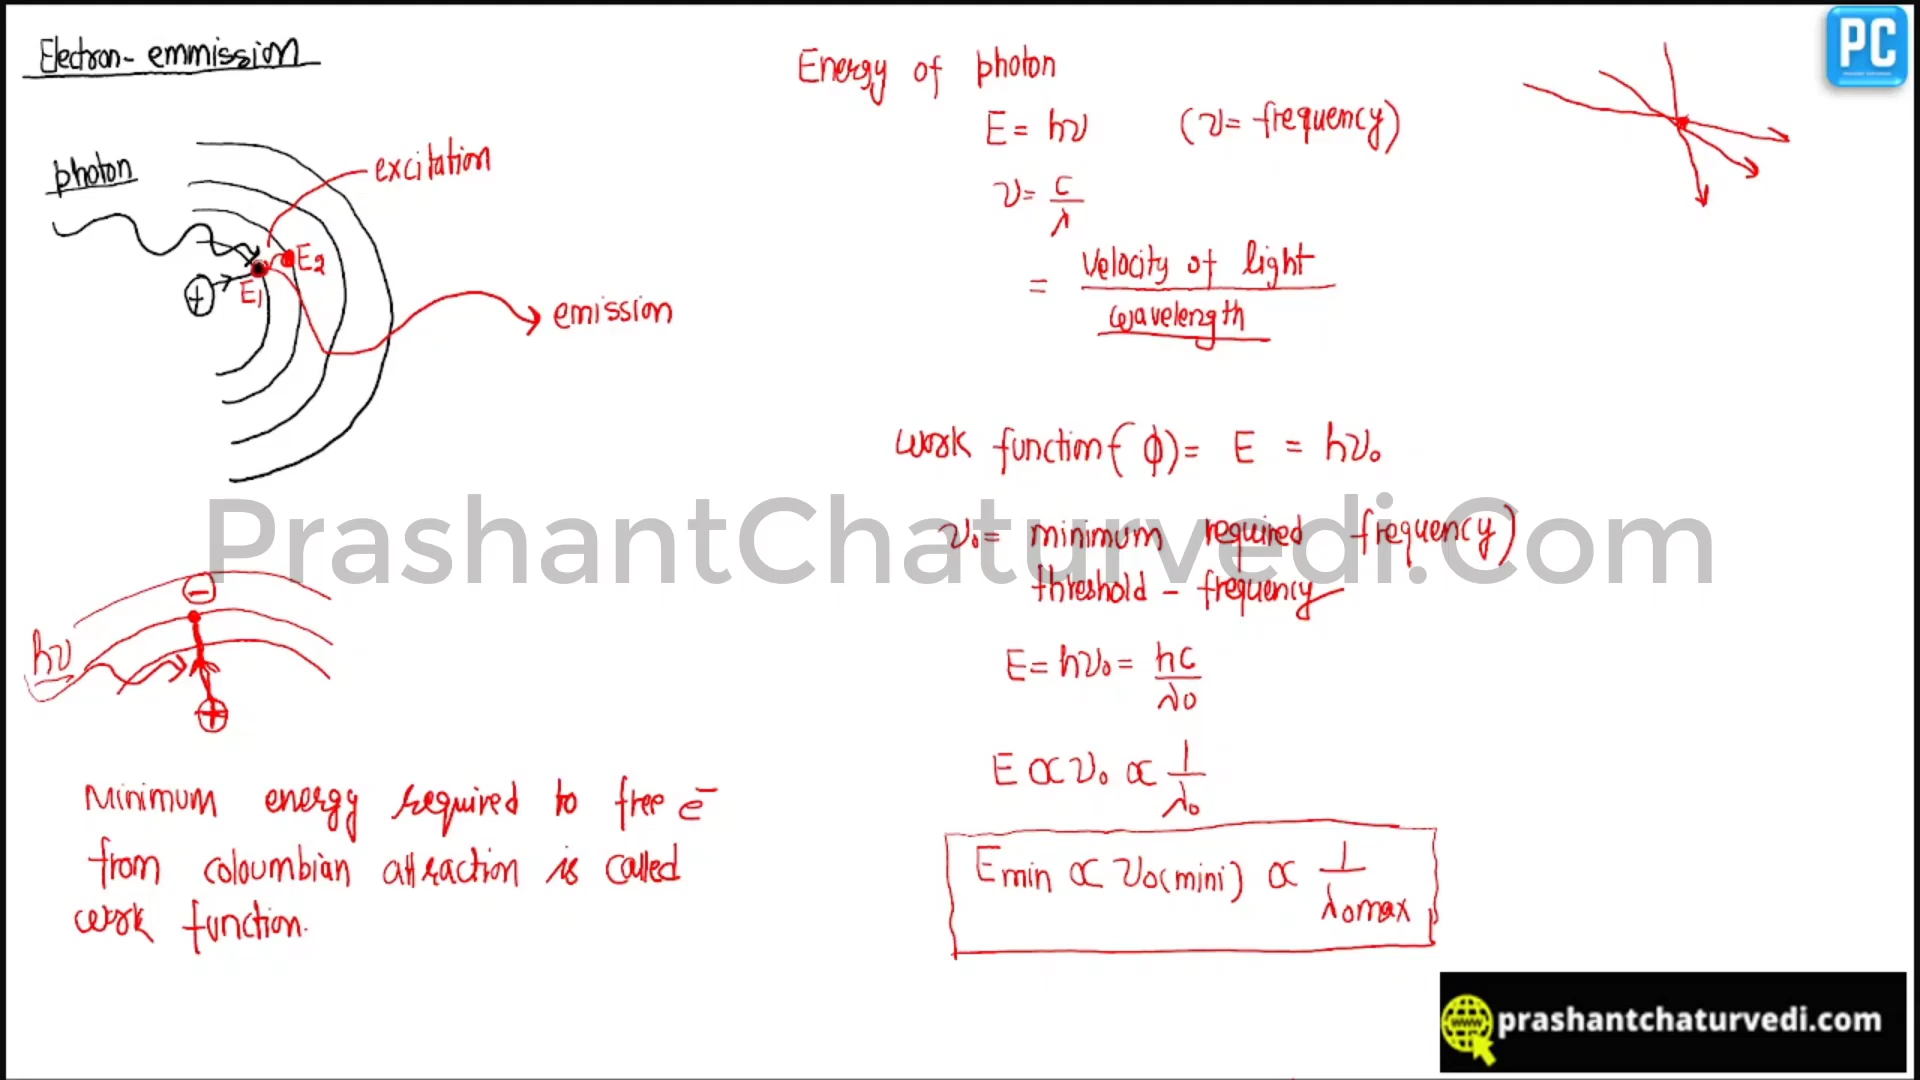 Electron- emmission
photon
excitation
E2
+
E1
emission
Energy of photon
E = hν (ν= frequency)
ν= c/λ
= Velocity of light / wavelength
work function(ϕ)= E = hν₀
ν₀= minimum required frequency)
threshold - frequency
E= hν₀= hc/λ0
E ∝ ν₀ ∝ 1/λ₀
Emin ∝ ν0(mini) ∝ 1/λ0max
-
hν
+
Minimum energy required to free e⁻
from coloumbian attraction is called
work function.
PrashantChaturvedi.Com
PC
www
prashantchaturvedi.com